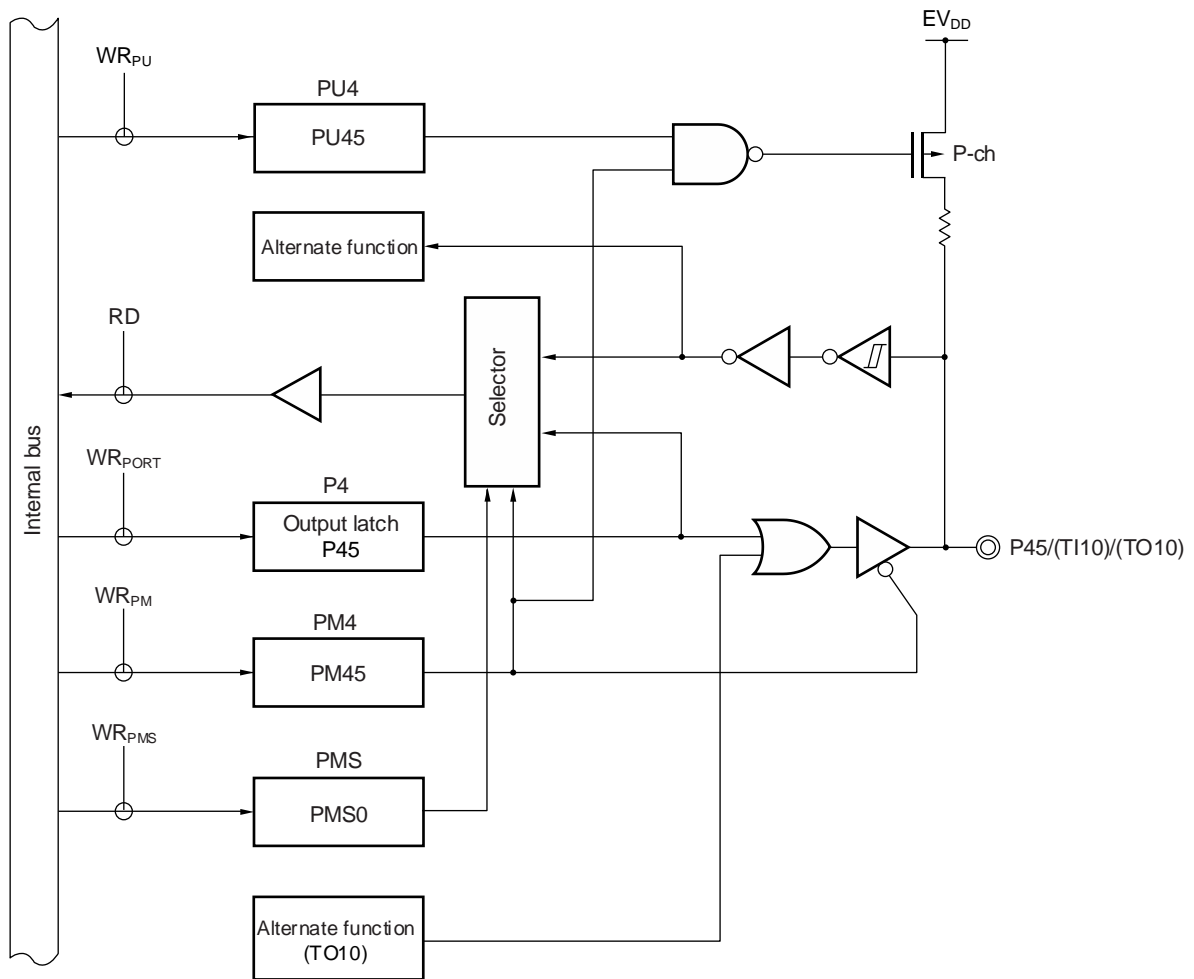 EVDD
WRPU
PU4
PU45
P-ch
Alternate function
RD
Selector
Internal bus
WRPORT
P4
Output latch
P45
P45/(TI10)/(TO10)
WRPM
PM4
PM45
WRPMS
PMS
PMS0
Alternate function
(TO10)